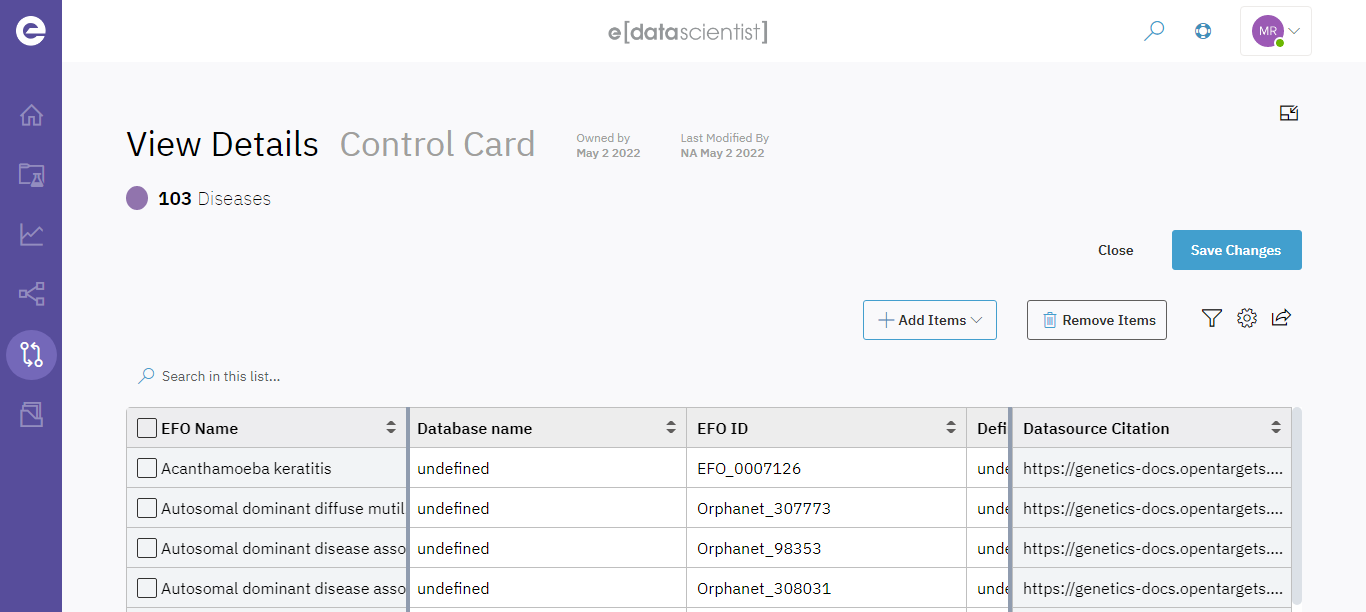 e
e[datascientist]
MR
View Details Control Card
Owned by
May 2 2022
Last Modified By
NA May 2 2022
103 Diseases
Close
Save Changes
Add Items
Remove Items
Search in this list...
EFO Name Database name EFO ID Defi Datasource Citation
Acanthamoeba keratitis undefined EFO_0007126 unde https://genetics-docs.opentargets....
Autosomal dominant diffuse mutil undefined Orphanet_307773 unde https://genetics-docs.opentargets....
Autosomal dominant disease asso undefined Orphanet_98353 unde https://genetics-docs.opentargets....
Autosomal dominant disease asso undefined Orphanet_308031 unde https://genetics-docs.opentargets....